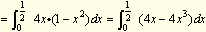 = ∫₀^(1/2) 4x•(1 − x²) dx = ∫₀^(1/2) (4x − 4x³) dx